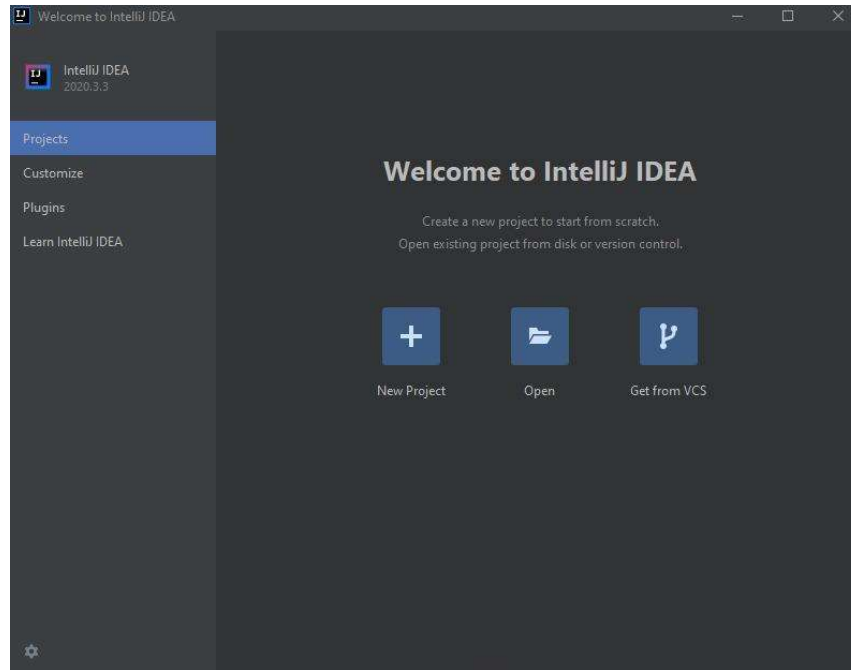 Welcome to IntelliJ IDEA
IJ
IntelliJ IDEA
2020.3.3
Projects
Customize
Plugins
Learn IntelliJ IDEA
Welcome to IntelliJ IDEA
Create a new project to start from scratch.
Open existing project from disk or version control.
New Project
Open
Get from VCS